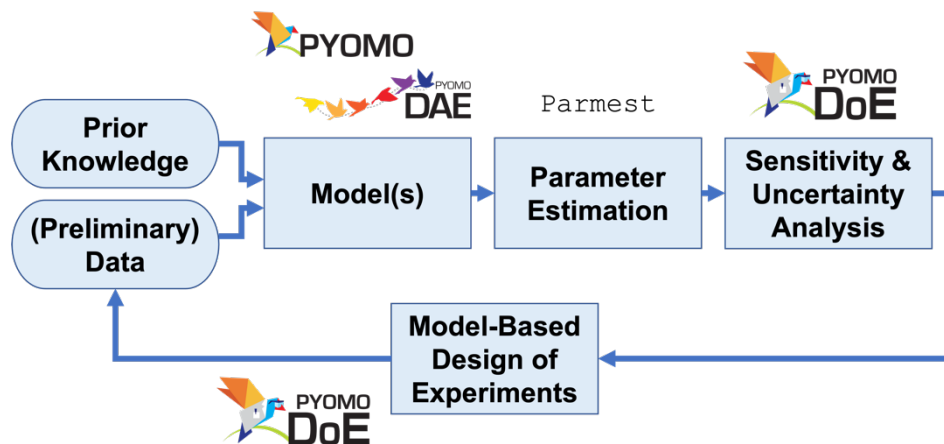 PYOMO
PYOMO
DAE
Parmest
PYOMO
DoE
Prior
Knowledge
(Preliminary)
Data
Model(s)
Parameter
Estimation
Sensitivity &
Uncertainty
Analysis
Model-Based
Design of
Experiments
PYOMO
DoE